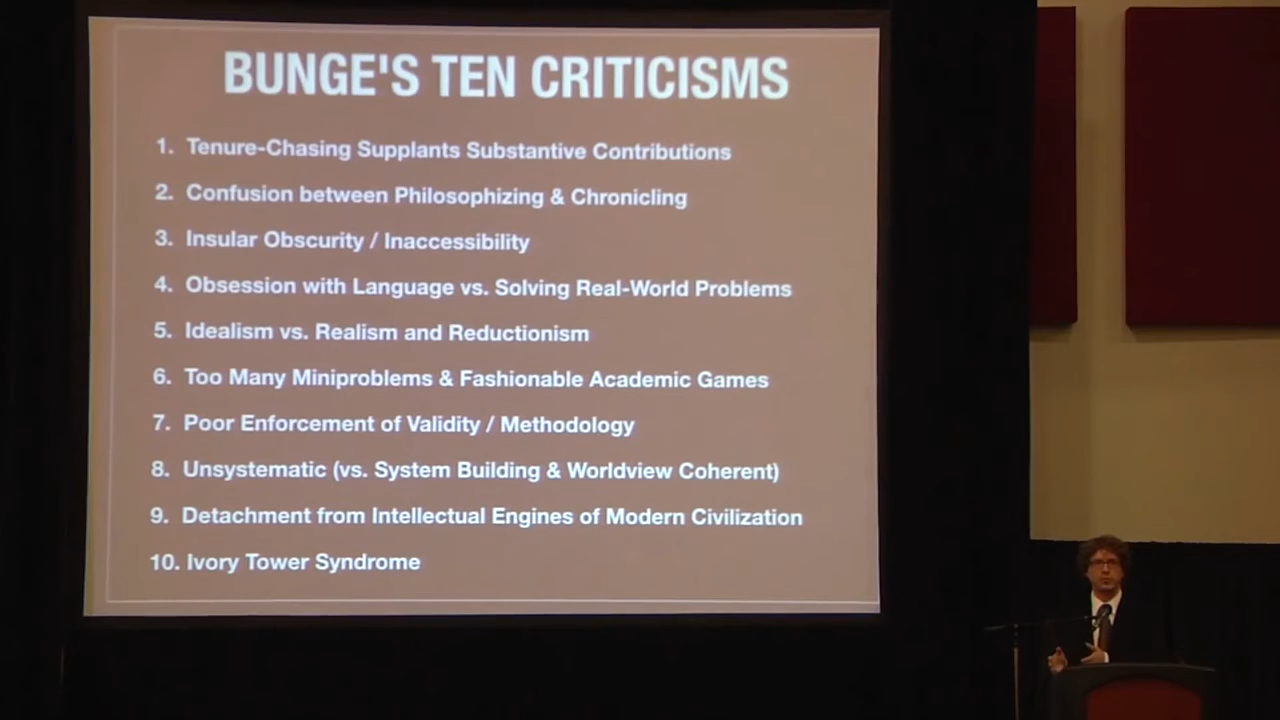 BUNGE'S TEN CRITICISMS
1. Tenure-Chasing Supplants Substantive Contributions
2. Confusion between Philosophizing & Chronicling
3. Insular Obscurity / Inaccessibility
4. Obsession with Language vs. Solving Real-World Problems
5. Idealism vs. Realism and Reductionism
6. Too Many Miniproblems & Fashionable Academic Games
7. Poor Enforcement of Validity / Methodology
8. Unsystematic (vs. System Building & Worldview Coherent)
9. Detachment from Intellectual Engines of Modern Civilization
10. Ivory Tower Syndrome